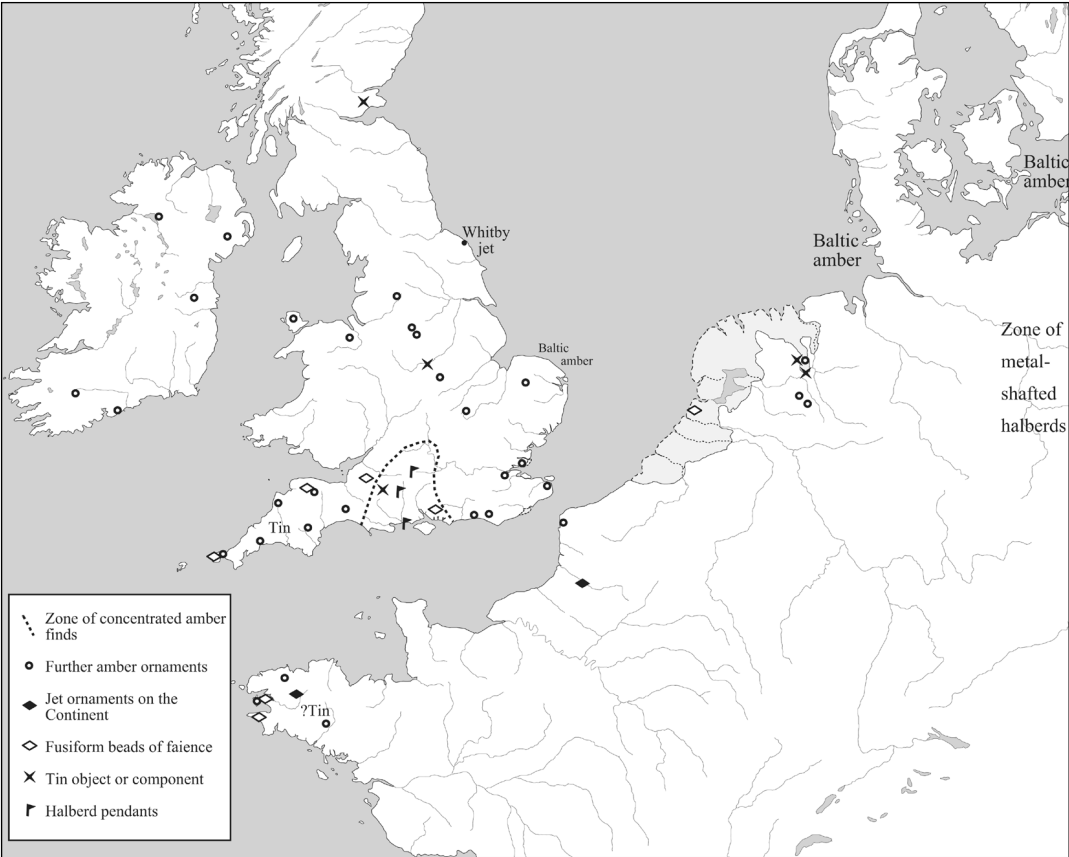 Whitby
jet
Baltic
amber
Baltic
amber
Baltic
amber
Zone of
metal-
shafted
halberds
Tin
?Tin
Zone of concentrated amber
finds
Further amber ornaments
Jet ornaments on the
Continent
Fusiform beads of faience
Tin object or component
Halberd pendants